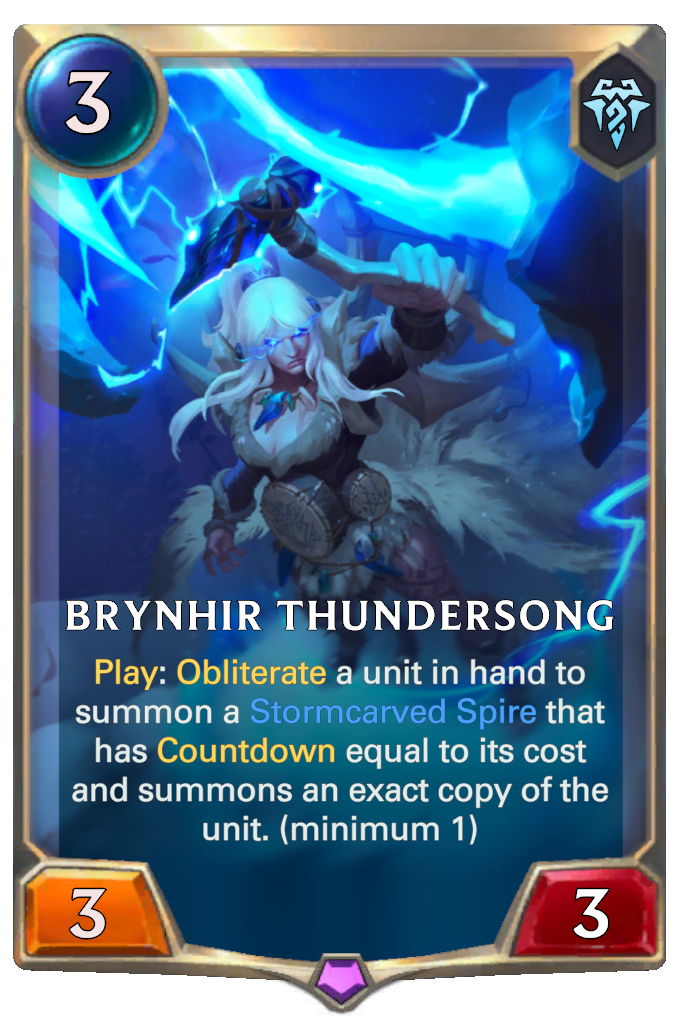 3
BRYNHIR THUNDERSONG
Play: Obliterate a unit in hand to
summon a Stormcarved Spire that
has Countdown equal to its cost
and summons an exact copy of the
unit. (minimum 1)
3
3